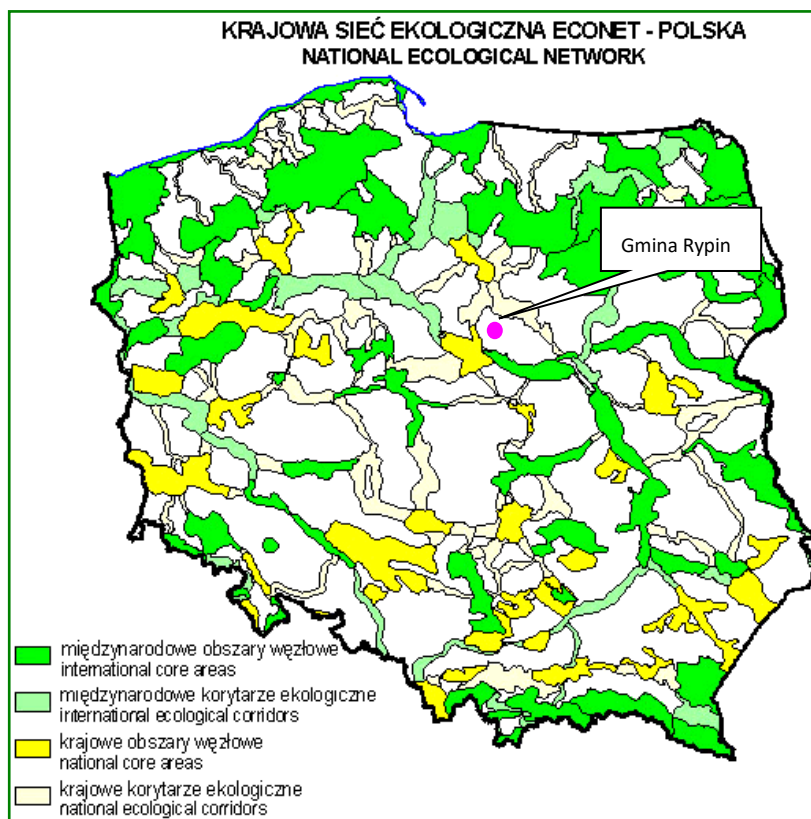 KRAJOWA SIEĆ EKOLOGICZNA ECONET - POLSKA
NATIONAL ECOLOGICAL NETWORK
Gmina Rypin
międzynarodowe obszary węzłowe
international core areas
międzynarodowe korytarze ekologiczne
international ecological corridors
krajowe obszary węzłowe
national core areas
krajowe korytarze ekologiczne
national ecological corridors